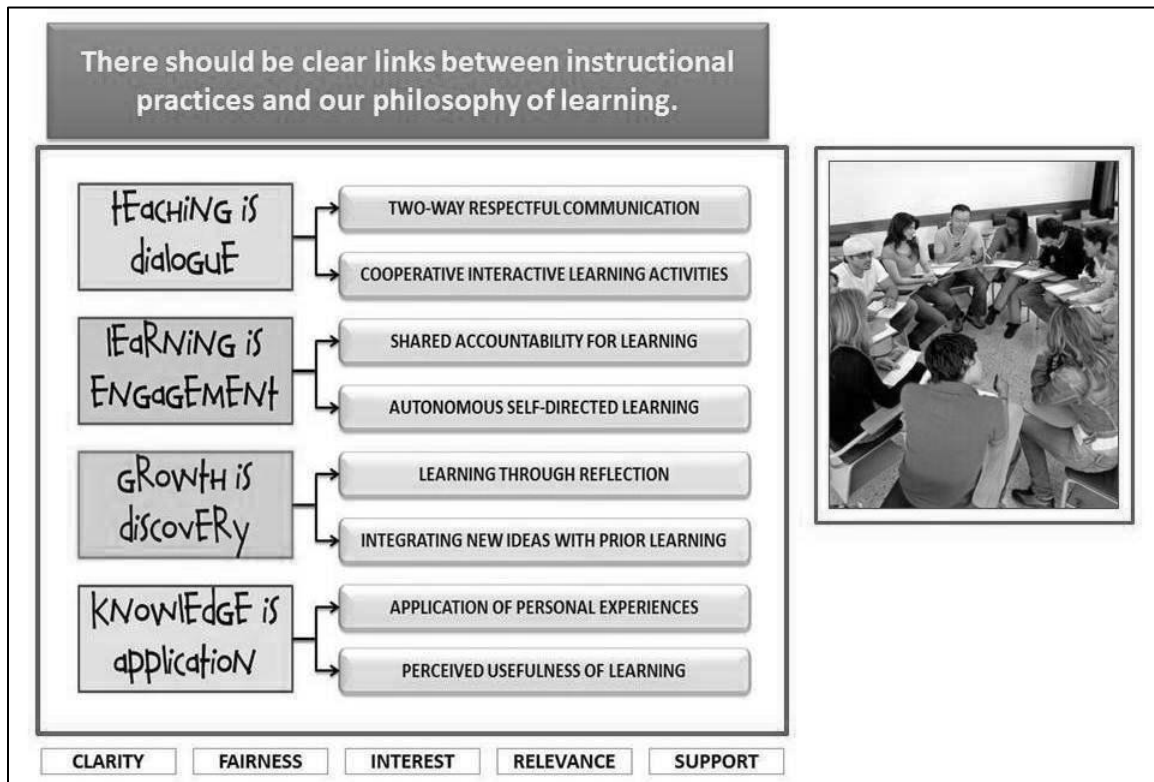 There should be clear links between instructional
practices and our philosophy of learning.
tEacHiNG is
dialoGUE
TWO-WAY RESPECTFUL COMMUNICATION
COOPERATIVE INTERACTIVE LEARNING ACTIVITIES
lEaRNiNG is
ENGaGEMENt
SHARED ACCOUNTABILITY FOR LEARNING
AUTONOMOUS SELF-DIRECTED LEARNING
GRowtH is
discovERy
LEARNING THROUGH REFLECTION
INTEGRATING NEW IDEAS WITH PRIOR LEARNING
KNowlEdGE is
application
APPLICATION OF PERSONAL EXPERIENCES
PERCEIVED USEFULNESS OF LEARNING
CLARITY
FAIRNESS
INTEREST
RELEVANCE
SUPPORT